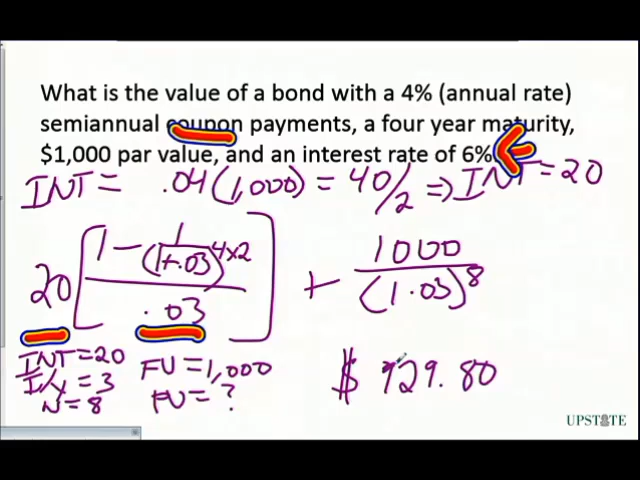 What is the value of a bond with a 4% (annual rate)
semiannual coupon payments, a four year maturity,
$1,000 par value, and an interest rate of 6%
INT = .04(1,000) = 40/2 => INT = 20
20 [ 1 - 1/(1+.03)^4x2 / .03 ] + 1000/(1.03)^8
INT=20
I/Y = 3
N=8
FV=1,000
PV= ?
$ 929.80
UPSTATE